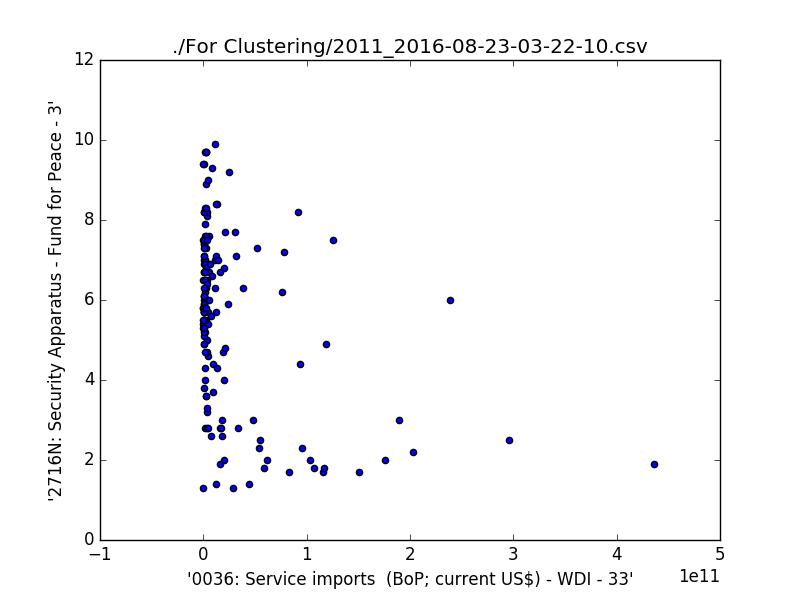 ./For Clustering/2011_2016-08-23-03-22-10.csv
12
10
8
6
4
2
0
'2716N: Security Apparatus - Fund for Peace - 3'
−1 0 1 2 3 4 5
1e11
'0036: Service imports  (BoP; current US$) - WDI - 33'